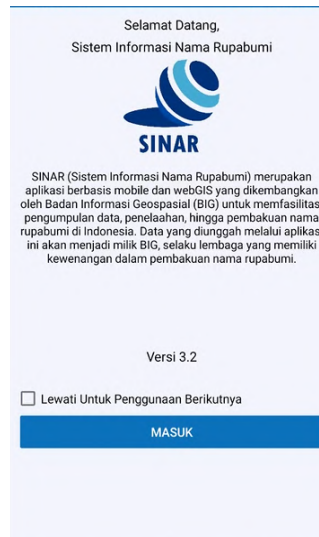 Selamat Datang,
Sistem Informasi Nama Rupabumi
SINAR
SINAR (Sistem Informasi Nama Rupabumi) merupakan
aplikasi berbasis mobile dan webGIS yang dikembangkan
oleh Badan Informasi Geospasial (BIG) untuk memfasilitas
pengumpulan data, penelaahan, hingga pembakuan nama
rupabumi di Indonesia. Data yang diunggah melalui aplikas
ini akan menjadi milik BIG, selaku lembaga yang memiliki
kewenangan dalam pembakuan nama rupabumi.
Versi 3.2
Lewati Untuk Penggunaan Berikutnya
MASUK